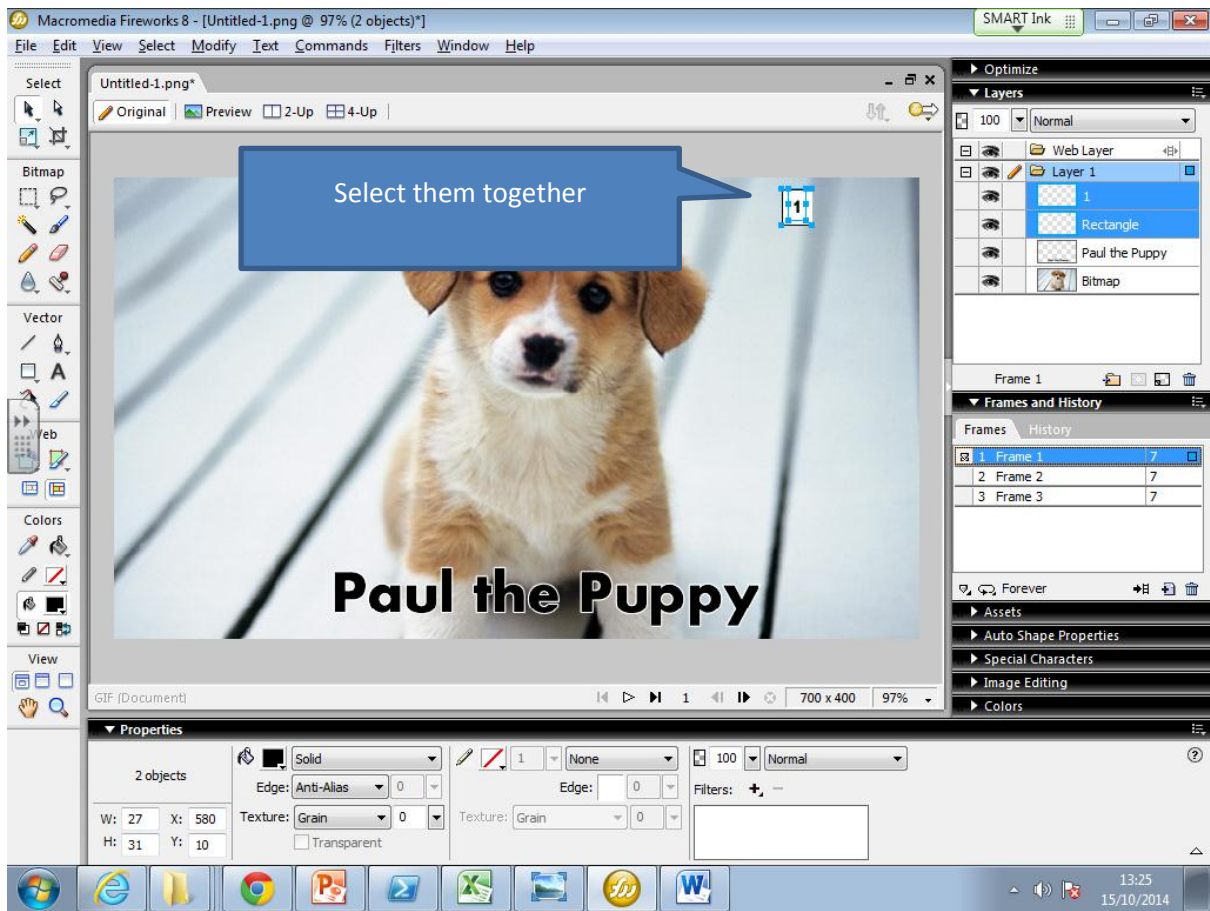 Macromedia Fireworks 8 - [Untitled-1.png @ 97% (2 objects)*]
SMART Ink
File Edit View Select Modify Text Commands Filters Window Help
Select
Bitmap
Vector
Web
Colors
View
Untitled-1.png*
Original Preview 2-Up 4-Up
Select them together
1
Paul the Puppy
GIF (Document)
1 700 x 400 97%
Optimize
Layers
100 Normal
Web Layer
Layer 1
1
Rectangle
Paul the Puppy
Bitmap
Frame 1
Frames and History
Frames History
1 Frame 1 7
2 Frame 2 7
3 Frame 3 7
Forever
Assets
Auto Shape Properties
Special Characters
Image Editing
Colors
Properties
2 objects
W: 27 X: 580
H: 31 Y: 10
Solid
Edge: Anti-Alias 0
Texture: Grain 0
Transparent
1 None
Edge: 0
Texture: Grain 0
100 Normal
Filters:
13:25
15/10/2014